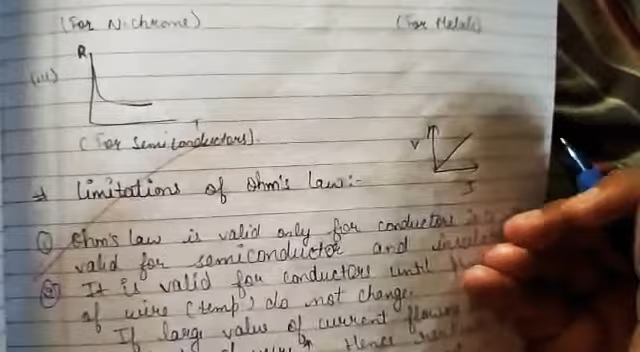 (For Nichrome) (For Metals)
R
(iii)
T
(For Semiconductors).
V
I
⇒ limitations of Ohm's law:-
① Ohm's law is valid only for conductors
valid for semiconductor and
② It is valid for conductors until
of wire (temp) do not change.
If large value of current flowing
of Hence